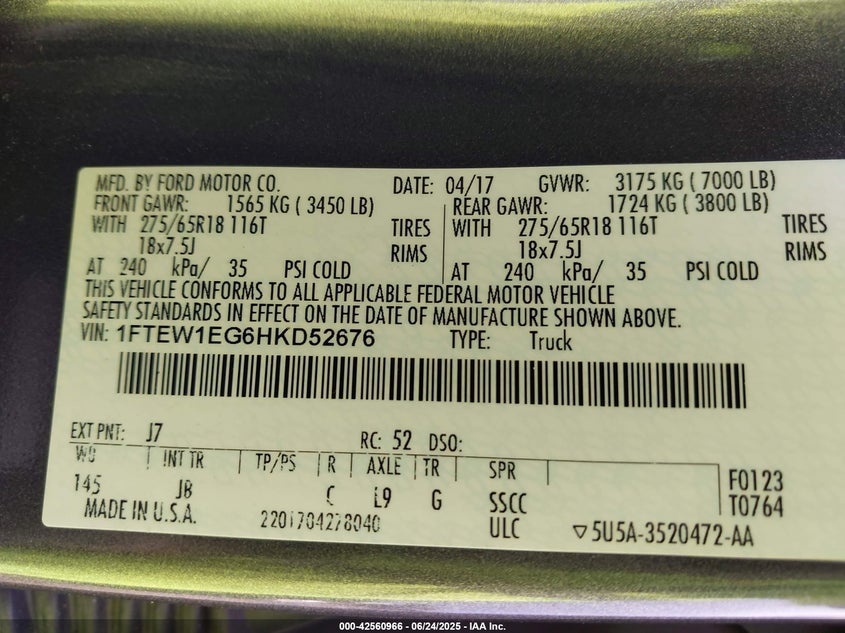 MFD. BY FORD MOTOR CO. DATE: 04/17 GVWR: 3175 KG ( 7000 LB)
FRONT GAWR: 1565 KG ( 3450 LB) REAR GAWR: 1724 KG ( 3800 LB)
WITH 275/65R18 116T TIRES WITH 275/65R18 116T TIRES
18x7.5J RIMS 18x7.5J RIMS
AT 240 kPa/ 35 PSI COLD AT 240 kPa/ 35 PSI COLD
THIS VEHICLE CONFORMS TO ALL APPLICABLE FEDERAL MOTOR VEHICLE
SAFETY STANDARDS IN EFFECT ON THE DATE OF MANUFACTURE SHOWN ABOVE.
VIN: 1FTEW1EG6HKD52676 TYPE: Truck
EXT PNT: J7 RC: 52 DSO:
WB INT TR TP/PS R AXLE TR SPR F0123
145 JB C L9 G SSCC T0764
MADE IN U.S.A. 2201704278040 ULC ▽5U5A-3520472-AA
000-42560966 - 06/24/2025 - IAA Inc.